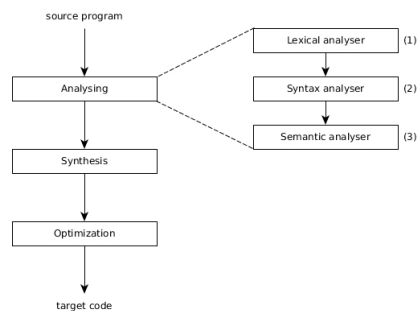 source program
Lexical analyser (1)
Analysing
Syntax analyser (2)
Semantic analyser (3)
Synthesis
Optimization
target code